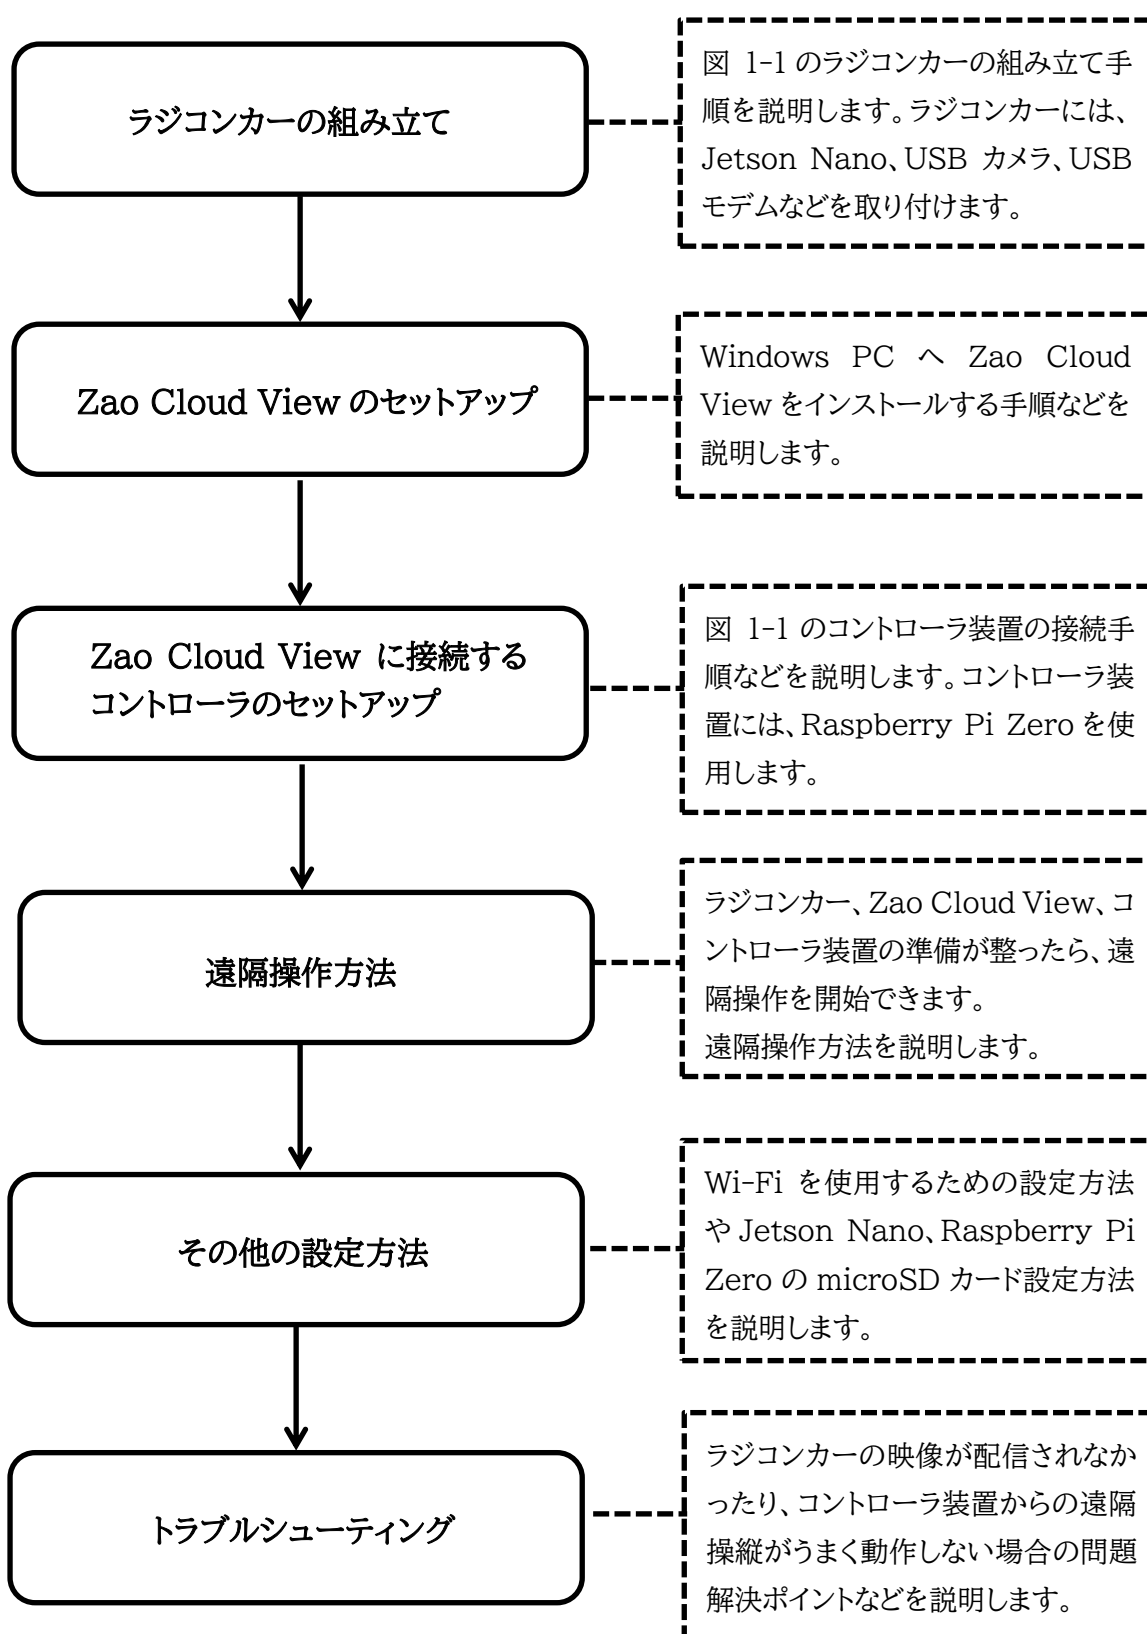 ラジコンカーの組み立て
図 1-1 のラジコンカーの組み立て手
順を説明します。ラジコンカーには、
Jetson Nano、USB カメラ、USB
モデムなどを取り付けます。
Zao Cloud View のセットアップ
Windows PC へ Zao Cloud
View をインストールする手順などを
説明します。
Zao Cloud View に接続する
コントローラのセットアップ
図 1-1 のコントローラ装置の接続手
順などを説明します。コントローラ装
置には、Raspberry Pi Zero を使
用します。
遠隔操作方法
ラジコンカー、Zao Cloud View、コ
ントローラ装置の準備が整ったら、遠
隔操作を開始できます。
遠隔操作方法を説明します。
その他の設定方法
Wi-Fi を使用するための設定方法
や Jetson Nano、Raspberry Pi
Zero の microSD カード設定方法
を説明します。
トラブルシューティング
ラジコンカーの映像が配信されなか
ったり、コントローラ装置からの遠隔
操縦がうまく動作しない場合の問題
解決ポイントなどを説明します。